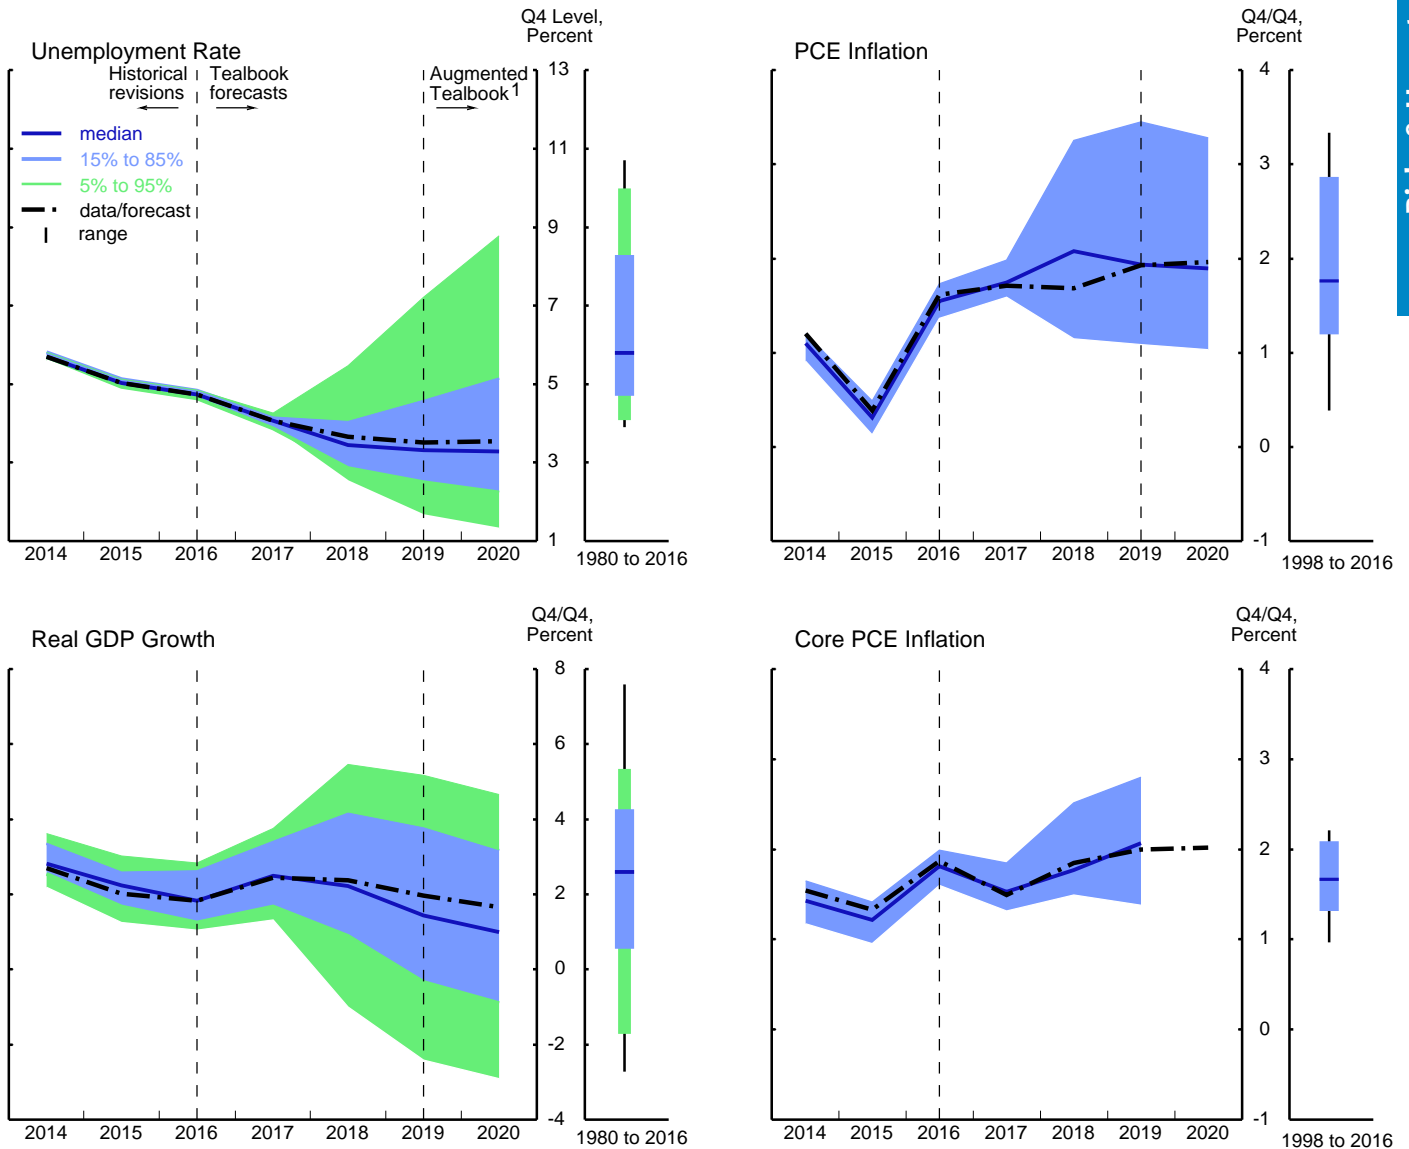 Q4 Level,
Percent
Unemployment Rate
Historical
revisions
Tealbook
forecasts
Augmented
Tealbook1
median
15% to 85%
5% to 95%
data/forecast
range
13
11
9
7
5
3
1
2014 2015 2016 2017 2018 2019 2020
1980 to 2016
Q4/Q4,
Percent
PCE Inflation
4
3
2
1
0
-1
2014 2015 2016 2017 2018 2019 2020
1998 to 2016
Q4/Q4,
Percent
Real GDP Growth
8
6
4
2
0
-2
-4
2014 2015 2016 2017 2018 2019 2020
1980 to 2016
Q4/Q4,
Percent
Core PCE Inflation
4
3
2
1
0
-1
2014 2015 2016 2017 2018 2019 2020
1998 to 2016